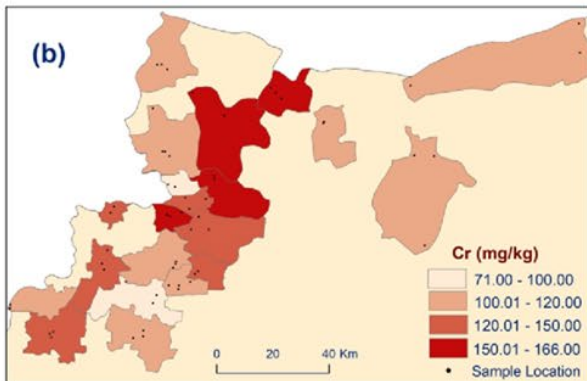 (b)
Cr (mg/kg)
71.00 - 100.00
100.01 - 120.00
120.01 - 150.00
150.01 - 166.00
Sample Location
0 20 40 Km